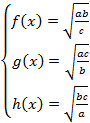 f(x) = √(ab/c)
g(x) = √(ac/b)
h(x) = √(bc/a)